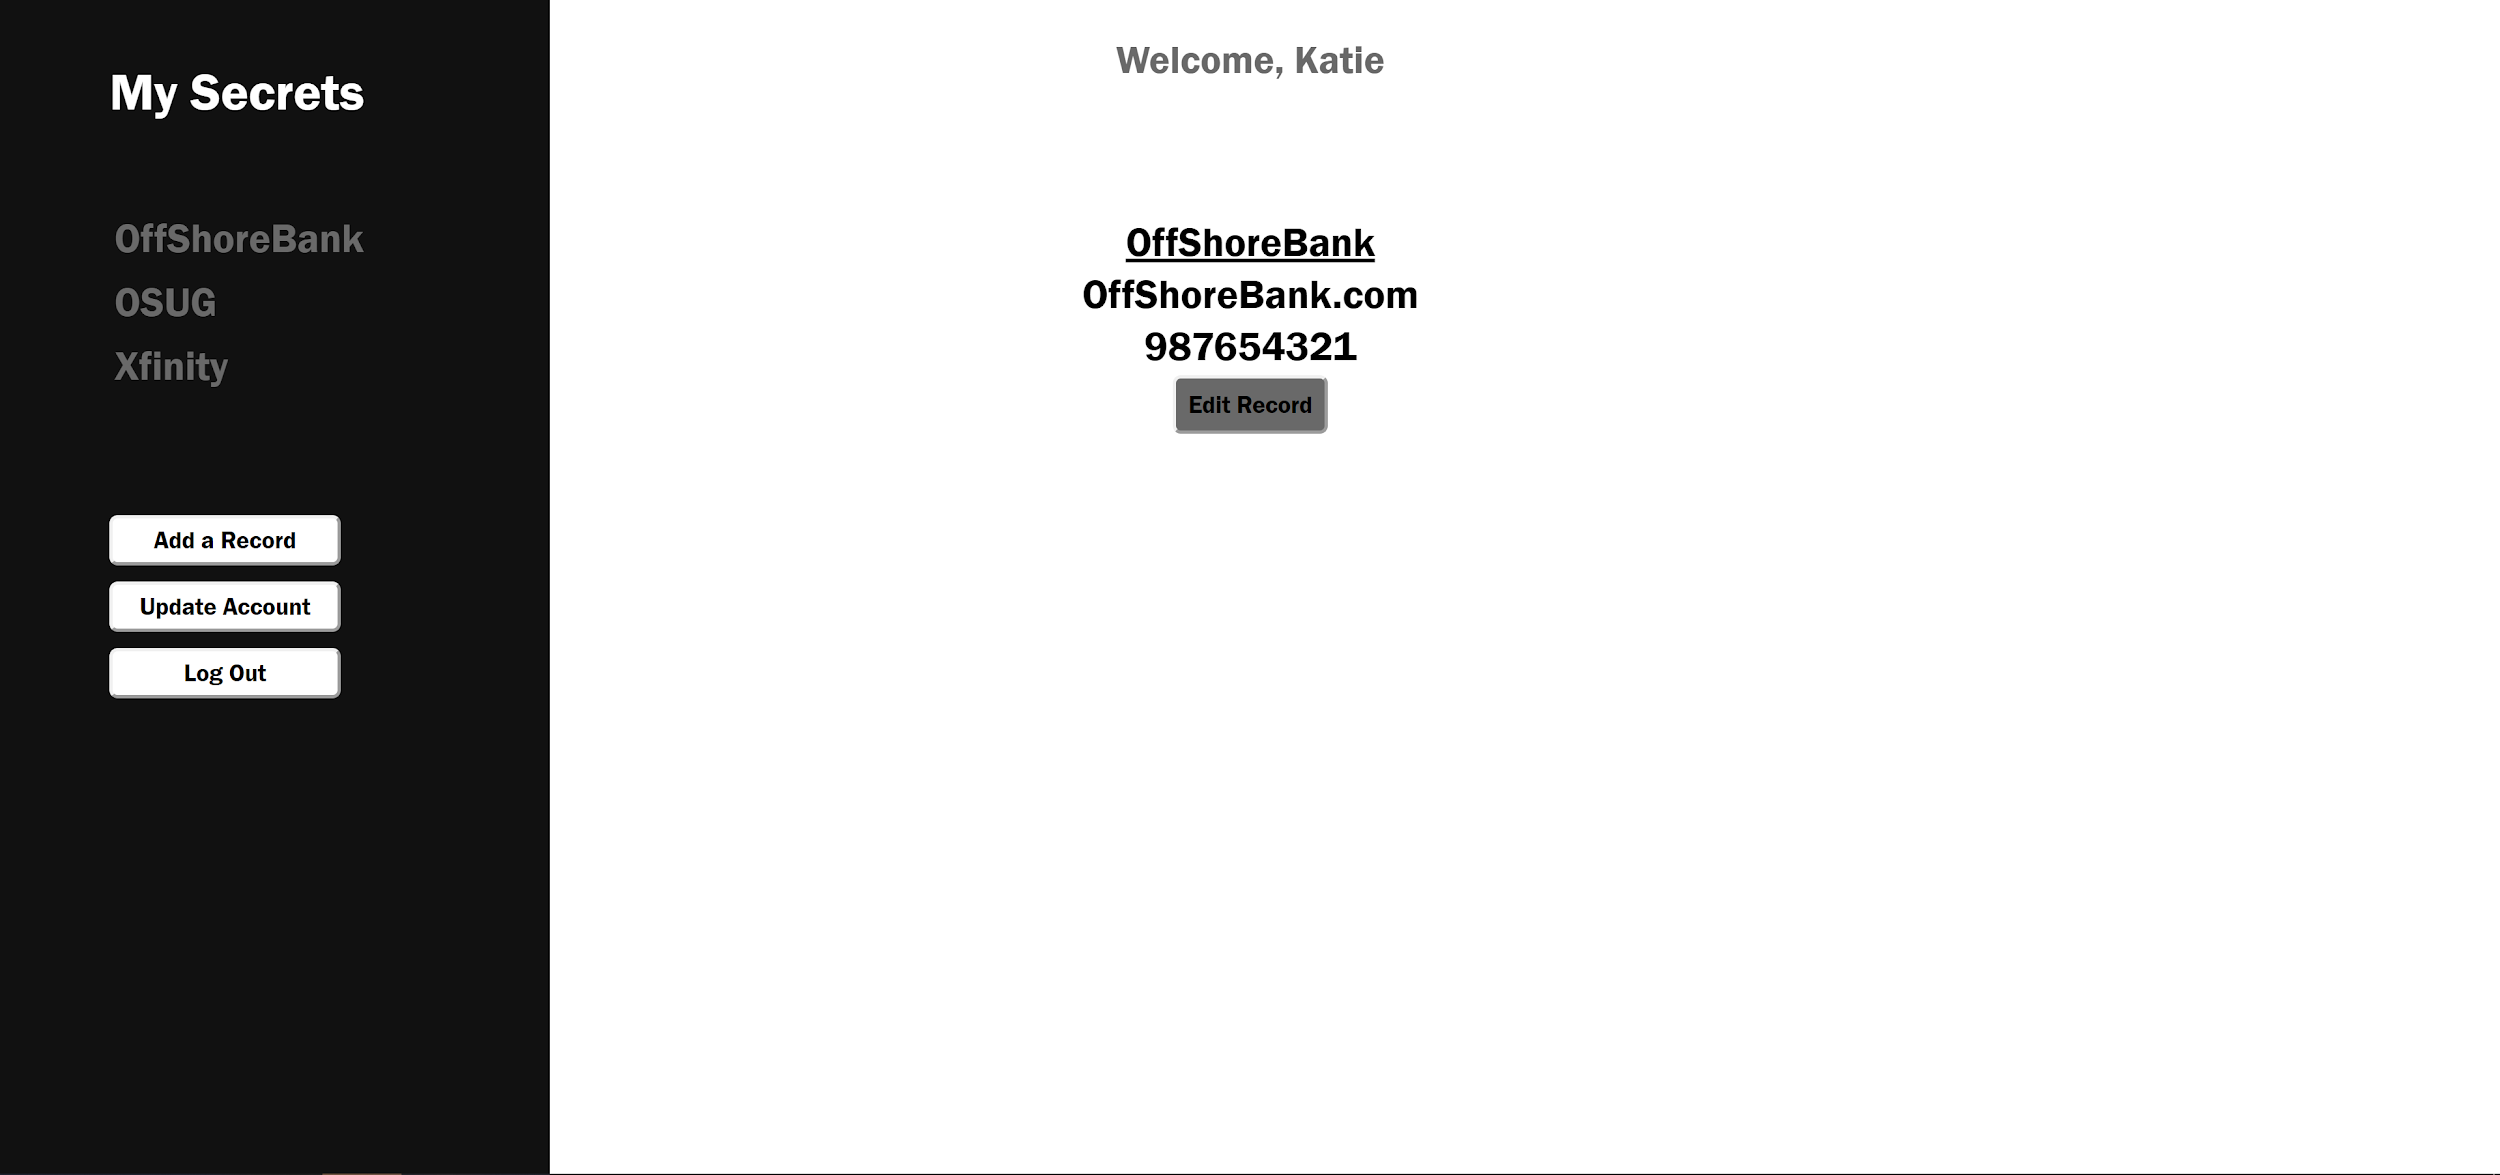 My Secrets
OffShoreBank
OSUG
Xfinity
Add a Record
Update Account
Log Out
Welcome, Katie
OffShoreBank
OffShoreBank.com
987654321
Edit Record